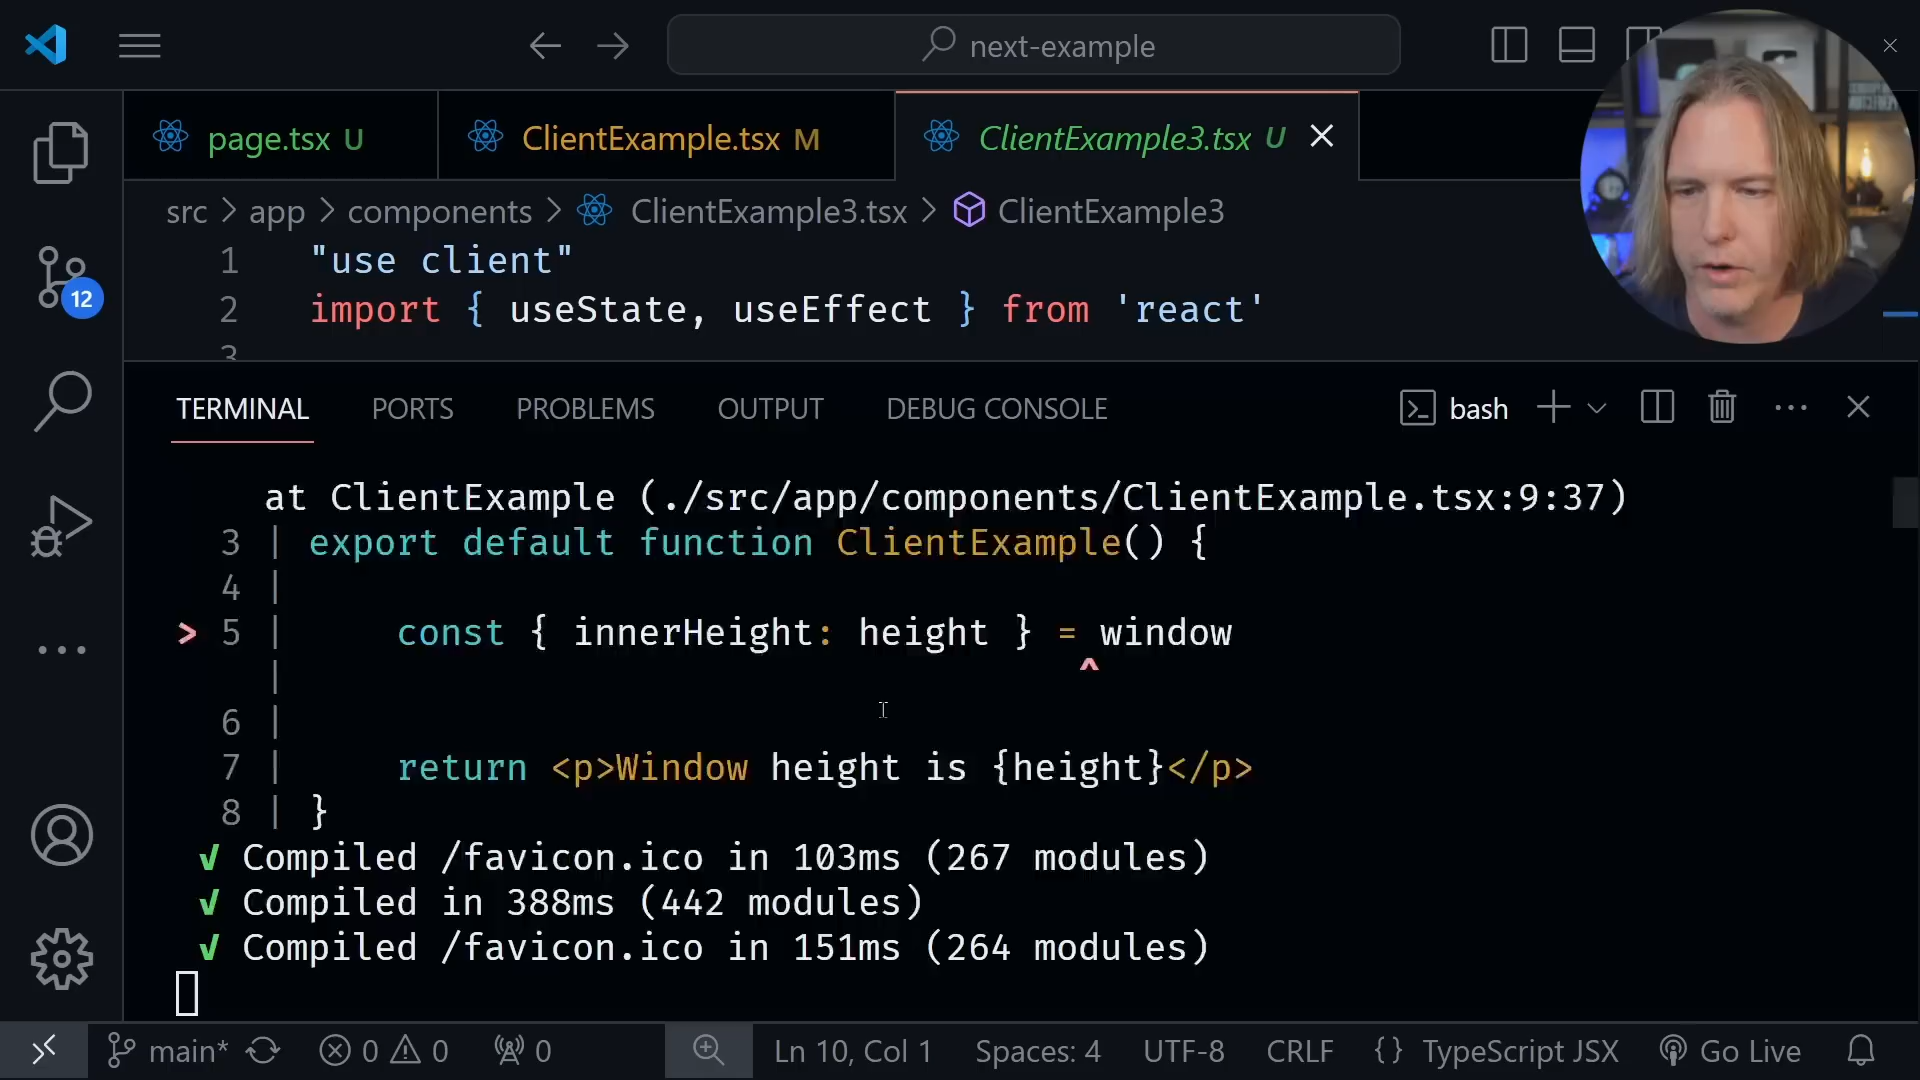 next-example
page.tsx U
ClientExample.tsx M
ClientExample3.tsx U
src > app > components > ClientExample3.tsx > ClientExample3
1 "use client"
2 import { useState, useEffect } from 'react'
3
TERMINAL PORTS PROBLEMS OUTPUT DEBUG CONSOLE bash
12
at ClientExample (./src/app/components/ClientExample.tsx:9:37)
3 | export default function ClientExample() {
4 |
> 5 | const { innerHeight: height } = window
| ^
6 |
7 | return <p>Window height is {height}</p>
8 | }
√ Compiled /favicon.ico in 103ms (267 modules)
√ Compiled in 388ms (442 modules)
√ Compiled /favicon.ico in 151ms (264 modules)
main* 0 0 0 Ln 10, Col 1 Spaces: 4 UTF-8 CRLF {} TypeScript JSX Go Live